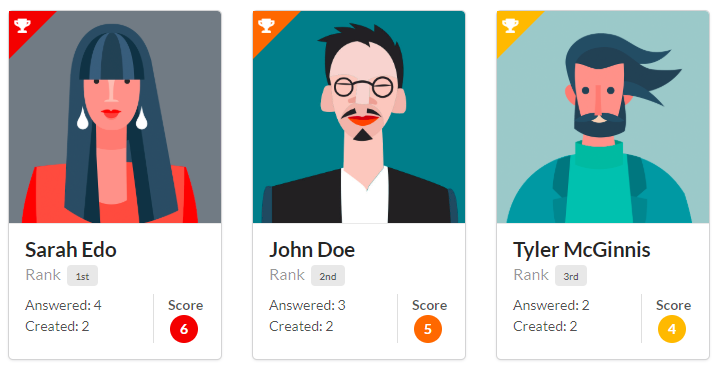 Sarah Edo
Rank 1st
Answered: 4
Created: 2
Score
6
John Doe
Rank 2nd
Answered: 3
Created: 2
Score
5
Tyler McGinnis
Rank 3rd
Answered: 2
Created: 2
Score
4